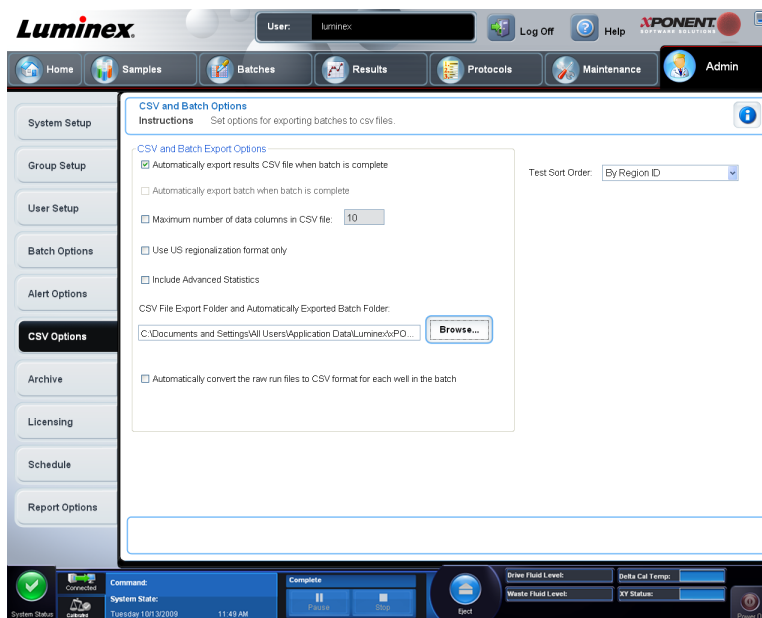 Luminex.
User: luminex
Log Off
Help
XPONENT.
SOFTWARE SOLUTIONS
Home
Samples
Batches
Results
Protocols
Maintenance
Admin
System Setup
Group Setup
User Setup
Batch Options
Alert Options
CSV Options
Archive
Licensing
Schedule
Report Options
CSV and Batch Options
Instructions Set options for exporting batches to csv files.
CSV and Batch Export Options
Automatically export results CSV file when batch is complete
Automatically export batch when batch is complete
Maximum number of data columns in CSV file: 10
Use US regionalization format only
Include Advanced Statistics
CSV File Export Folder and Automatically Exported Batch Folder:
C:\Documents and Settings\All Users\Application Data\Luminex\xPO...
Browse...
Automatically convert the raw run files to CSV format for each well in the batch
Test Sort Order: By Region ID
System Status
Connected
Calibrated
Command:
System State:
Tuesday 10/13/2009 11:49 AM
Complete
Pause
Stop
Eject
Drive Fluid Level:
Waste Fluid Level:
Delta Cal Temp:
XY Status:
Power O